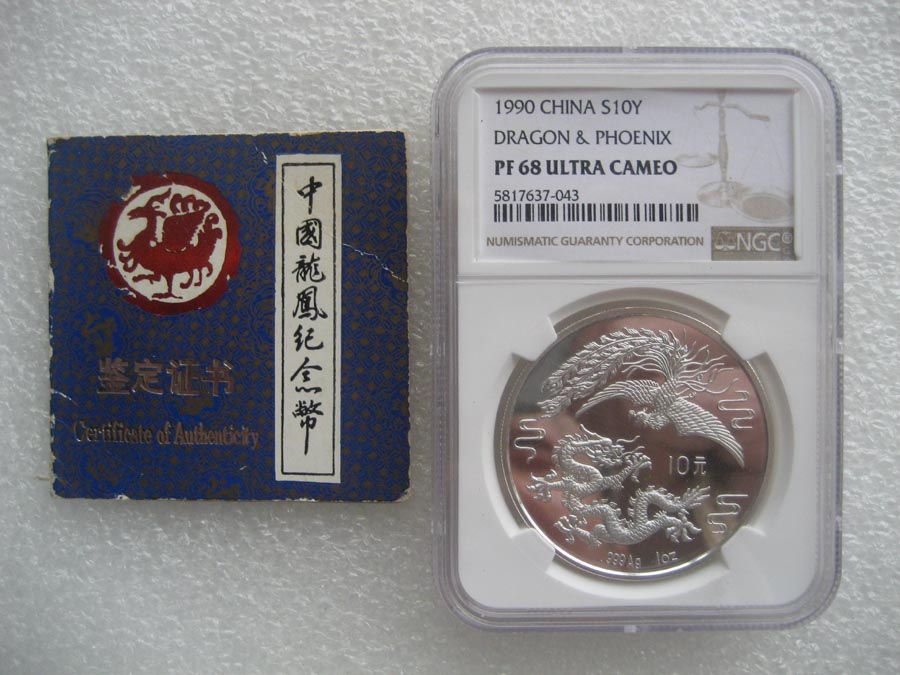 中國龍鳳紀念幣
鉴定证书
Certificate of Authenticity
1990 CHINA S10Y
DRAGON & PHOENIX
PF 68 ULTRA CAMEO
5817637-043
NUMISMATIC GUARANTY CORPORATION NGC®
10元
999Ag 1oz